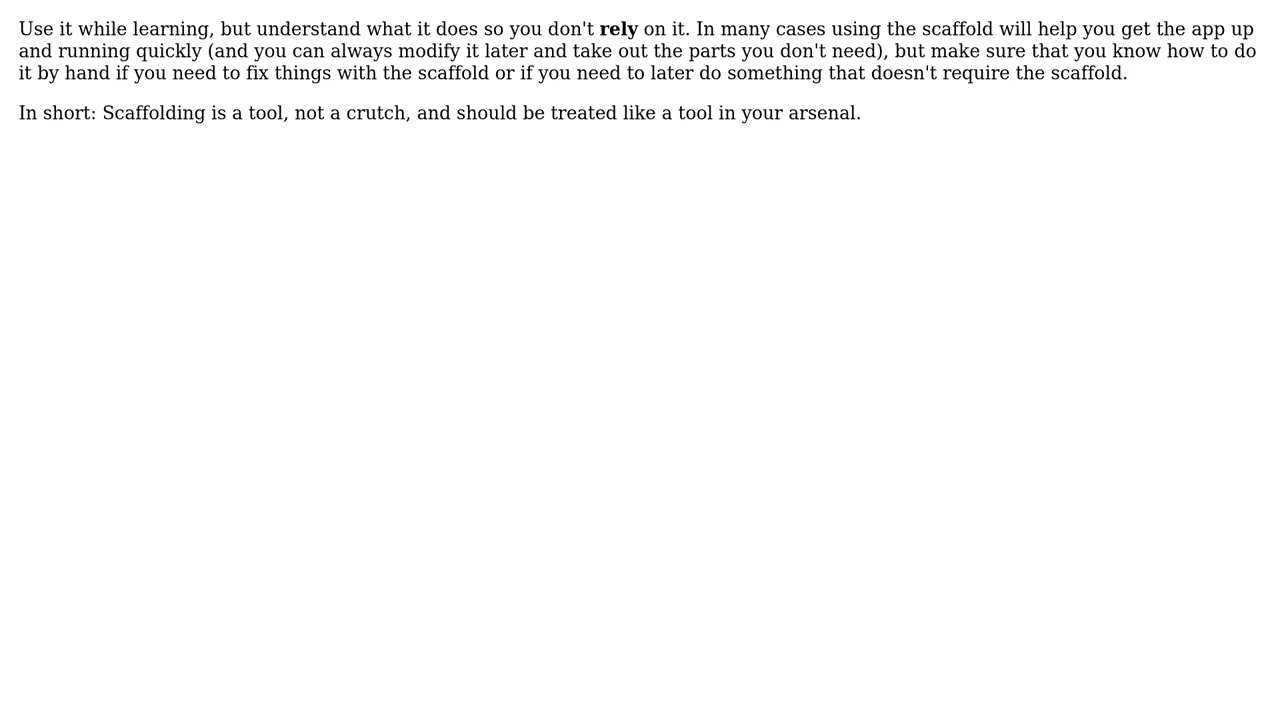 Use it while learning, but understand what it does so you don't rely on it. In many cases using the scaffold will help you get the app up
and running quickly (and you can always modify it later and take out the parts you don't need), but make sure that you know how to do
it by hand if you need to fix things with the scaffold or if you need to later do something that doesn't require the scaffold.
In short: Scaffolding is a tool, not a crutch, and should be treated like a tool in your arsenal.